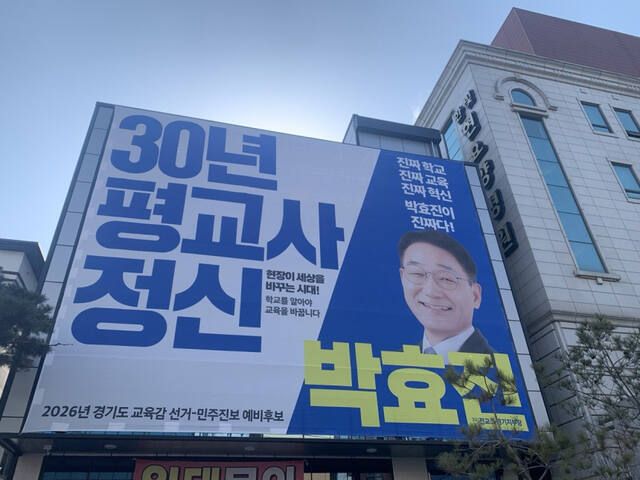 30년
평교사
정신
현장이 세상을
바꾸는 시대!
학교를 알아야
교육을 바꿉니다
진짜 학교
진짜 교육
진짜 혁신
박효진이
진짜다!
박효진
2026년 경기도 교육감 선거-민주진보 예비후보